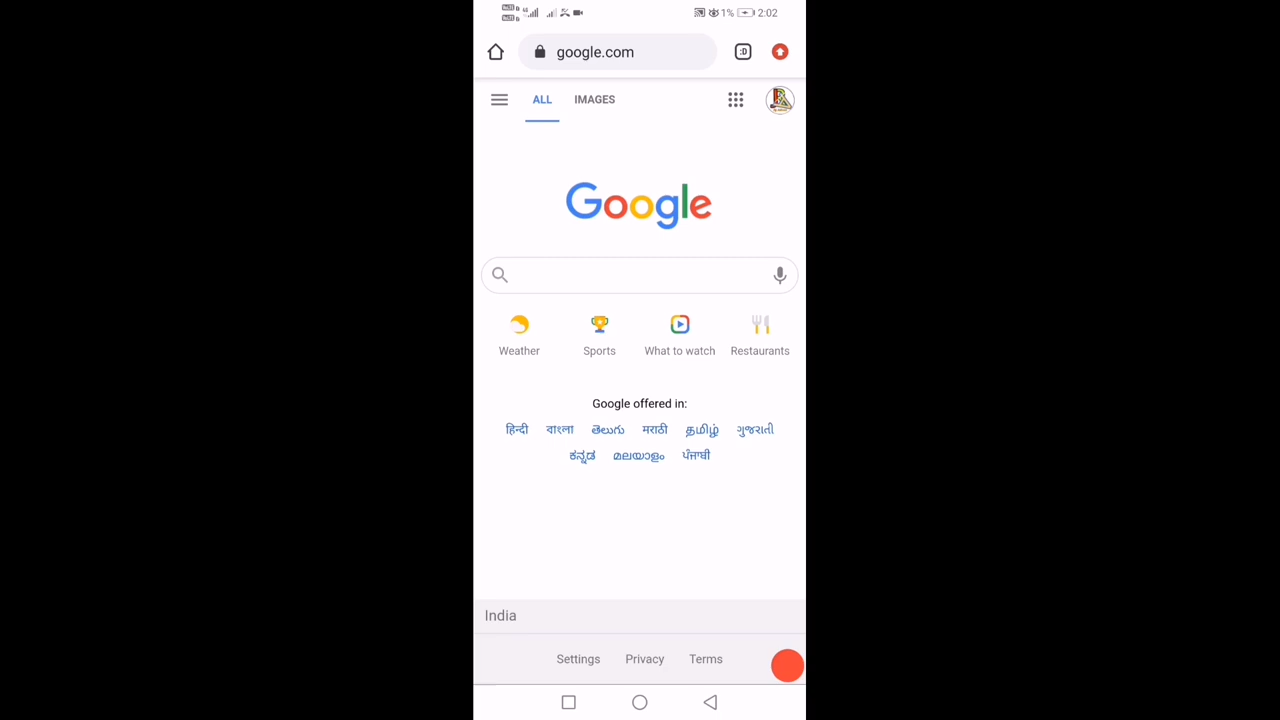 1% 2:02
google.com :D
ALL IMAGES
Google
Weather Sports What to watch Restaurants
Google offered in:
हिन्दी বাংলা తెలుగు मराठी தமிழ் ગુજરાતી
ಕನ್ನಡ മലയാളം ਪੰਜਾਬੀ
India
Settings Privacy Terms